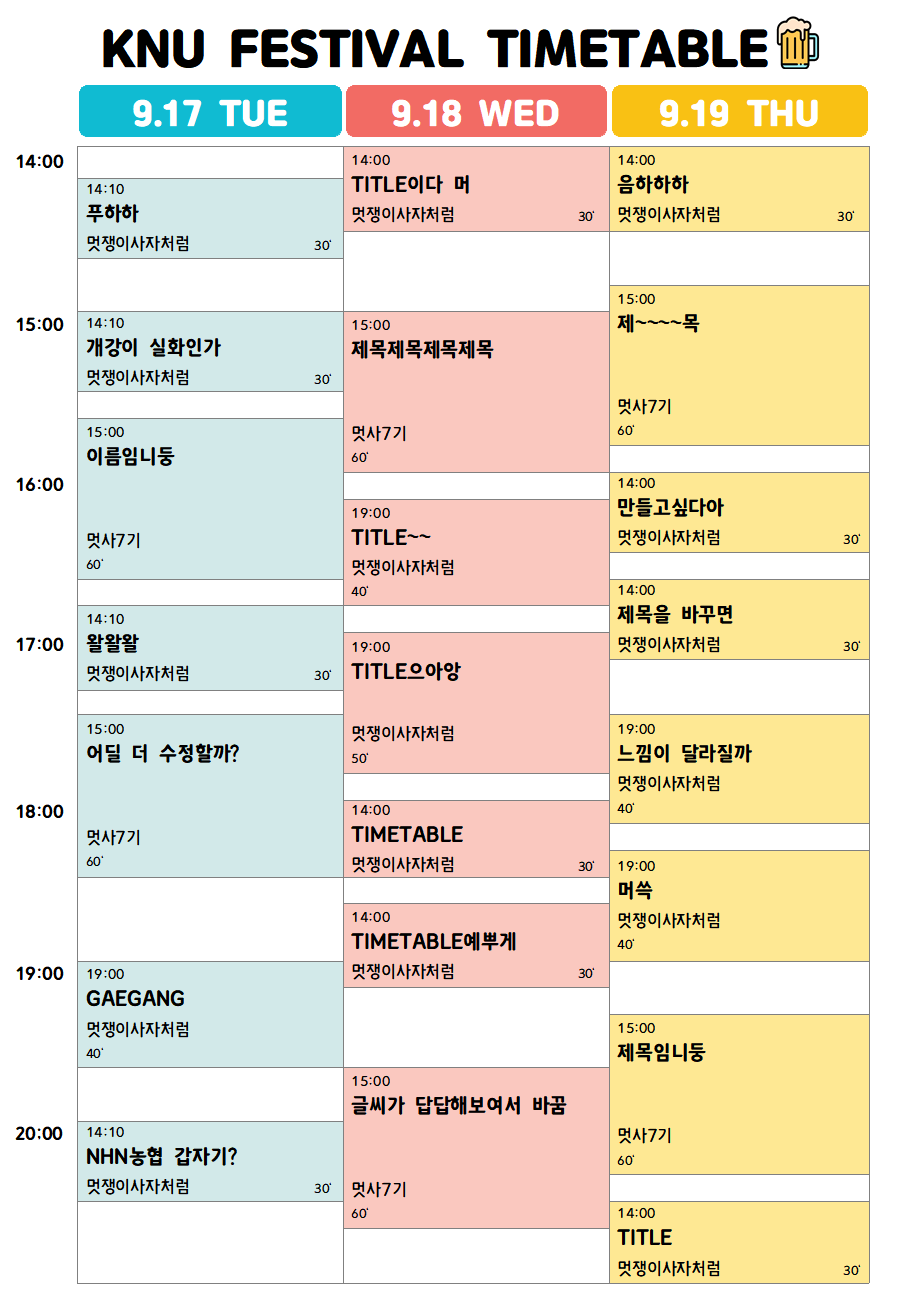 KNU FESTIVAL TIMETABLE
9.17 TUE
9.18 WED
9.19 THU
14:00
15:00
16:00
17:00
18:00
19:00
20:00
14:10
푸하하
멋쟁이사자처럼 30'
14:10
개강이 실화인가
멋쟁이사자처럼 30'
15:00
이름임니둥
멋사7기
60'
14:10
왈왈왈
멋쟁이사자처럼 30'
15:00
어딜 더 수정할까?
멋사7기
60'
19:00
GAEGANG
멋쟁이사자처럼
40'
14:10
NHN농협 갑자기?
멋쟁이사자처럼 30'
14:00
TITLE이다 머
멋쟁이사자처럼 30'
15:00
제목제목제목제목
멋사7기
60'
19:00
TITLE~~
멋쟁이사자처럼
40'
19:00
TITLE으아앙
멋쟁이사자처럼
50'
14:00
TIMETABLE
멋쟁이사자처럼 30'
14:00
TIMETABLE예뿌게
멋쟁이사자처럼 30'
15:00
글씨가 답답해보여서 바꿈
멋사7기
60'
14:00
음하하하
멋쟁이사자처럼 30'
15:00
제~~~~목
멋사7기
60'
14:00
만들고싶다아
멋쟁이사자처럼 30'
14:00
제목을 바꾸면
멋쟁이사자처럼 30'
19:00
느낌이 달라질까
멋쟁이사자처럼
40'
19:00
머쓱
멋쟁이사자처럼
40'
15:00
제목임니둥
멋사7기
60'
14:00
TITLE
멋쟁이사자처럼 30'